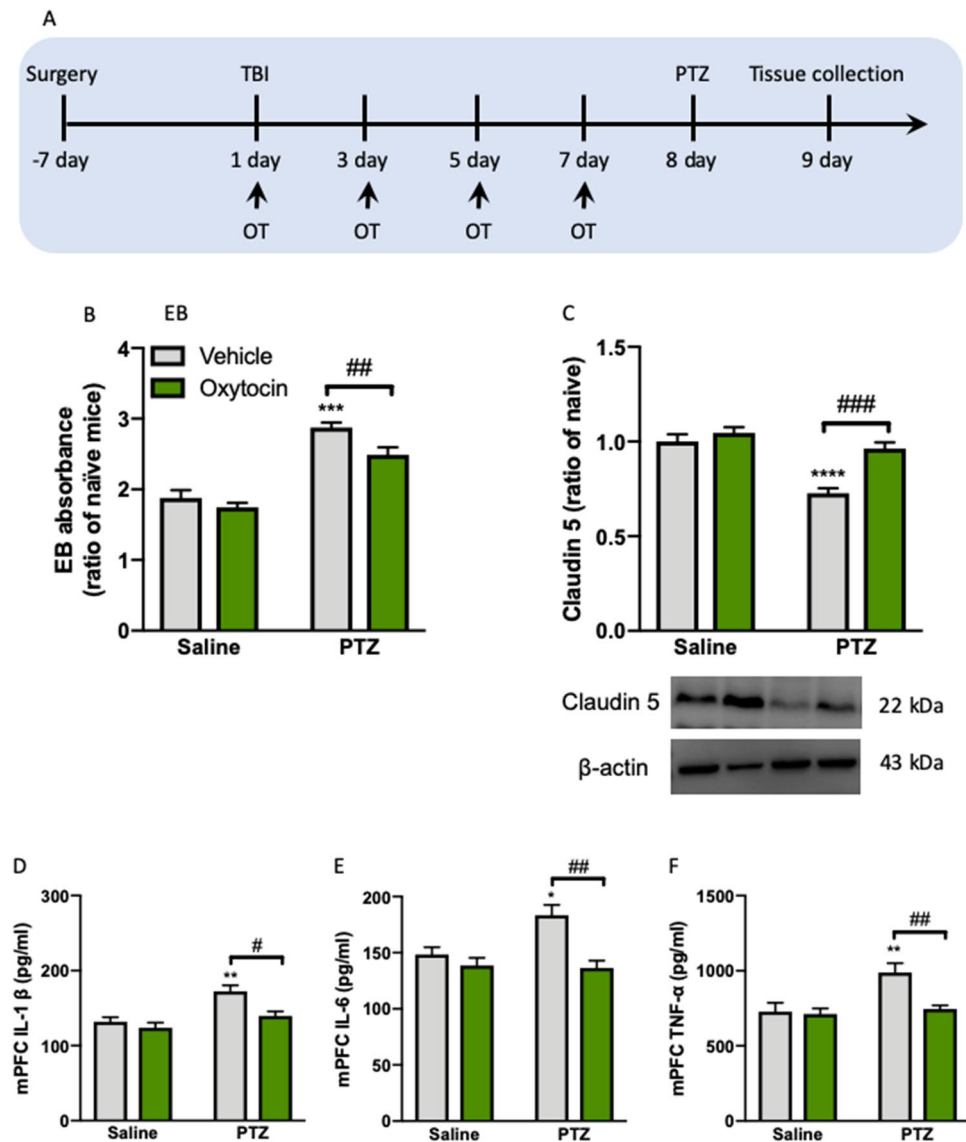 A
Surgery TBI PTZ Tissue collection
-7 day 1 day 3 day 5 day 7 day 8 day 9 day
OT OT OT OT
B EB
EB absorbance
(ratio of naïve mice)
4
3
2
1
0
Vehicle
Oxytocin
***
##
Saline PTZ
C
Claudin 5 (ratio of naive)
1.5
1.0
0.5
0.0
****
###
Saline PTZ
Claudin 5 22 kDa
β-actin 43 kDa
D
mPFC IL-1 β (pg/ml)
300
200
100
0
**
#
Saline PTZ
E
mPFC IL-6 (pg/ml)
200
150
100
50
0
*
##
Saline PTZ
F
mPFC TNF-α (pg/ml)
1500
1000
500
0
**
##
Saline PTZ